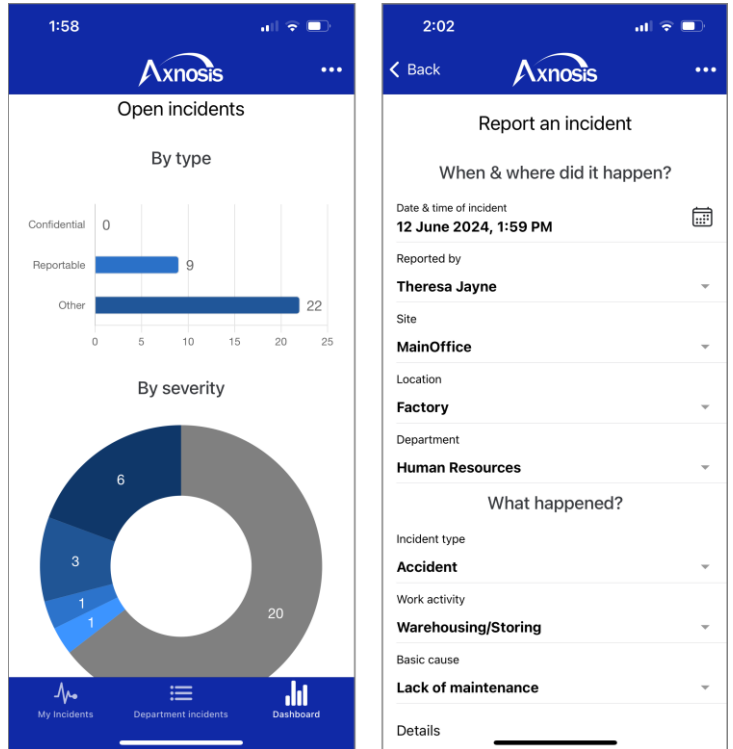 1:58
Axnosis
Open incidents
By type
Confidential 0
Reportable 9
Other 22
0 5 10 15 20 25
By severity
6
3
1
1
20
My Incidents Department incidents Dashboard
2:02
Back Axnosis
Report an incident
When & where did it happen?
Date & time of incident
12 June 2024, 1:59 PM
Reported by
Theresa Jayne
Site
MainOffice
Location
Factory
Department
Human Resources
What happened?
Incident type
Accident
Work activity
Warehousing/Storing
Basic cause
Lack of maintenance
Details